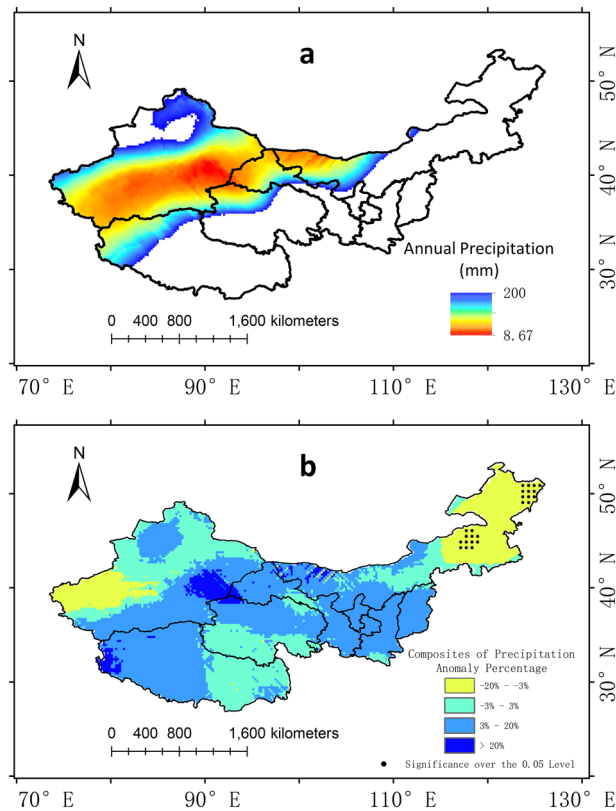 N
a
50° N
40° N
30° N
Annual Precipitation
(mm)
200
8.67
0 400 800 1,600 kilometers
70° E 90° E 110° E 130° E
N
b
50° N
40° N
30° N
Composites of Precipitation
Anomaly Percentage
-20% - -3%
-3% - 3%
3% - 20%
> 20%
Significance over the 0.05 Level
0 400 800 1,600 kilometers
70° E 90° E 110° E 130° E